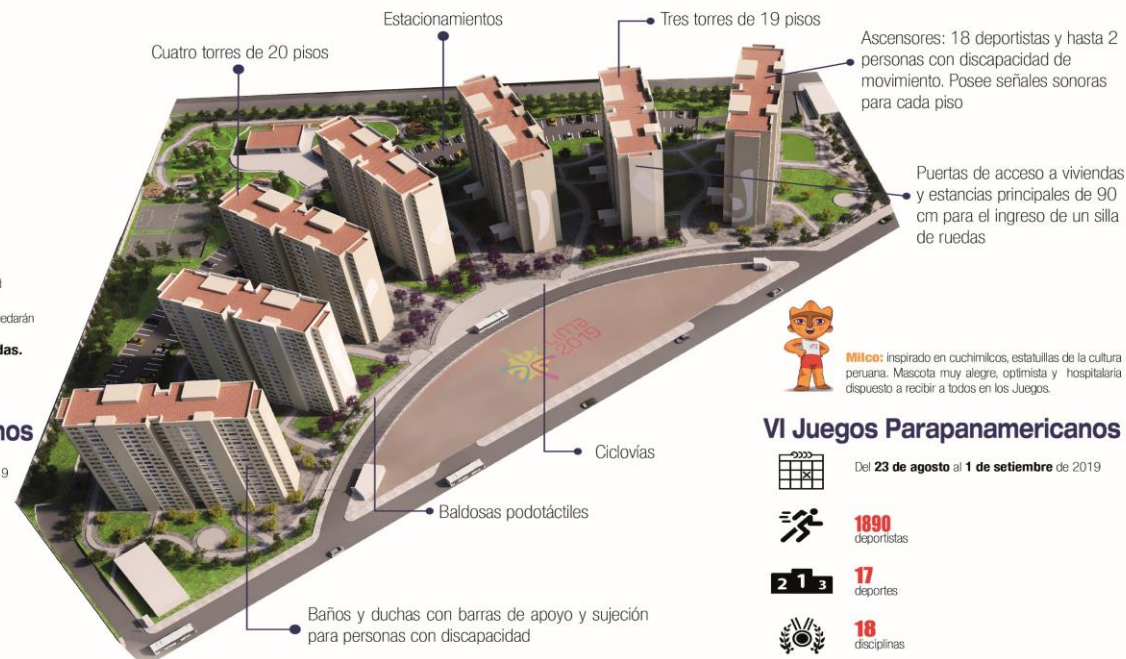 Estacionamientos
Tres torres de 19 pisos
Cuatro torres de 20 pisos
Ascensores: 18 deportistas y hasta 2
personas con discapacidad de
movimiento. Posee señales sonoras
para cada piso
Puertas de acceso a viviendas
y estancias principales de 90
cm para el ingreso de un silla
de ruedas
edarán
das.
lima
2019
Milco: inspirado en cuchimilcos, estatuillas de la cultura
peruana. Mascota muy alegre, optimista y hospitalaria
dispuesto a recibir a todos en los Juegos.
nos
9
VI Juegos Parapanamericanos
Del 23 de agosto al 1 de setiembre de 2019
Ciclovías
Baldosas podotáctiles
1890
deportistas
2 1 3
17
deportes
Baños y duchas con barras de apoyo y sujeción
para personas con discapacidad
18
disciplinas